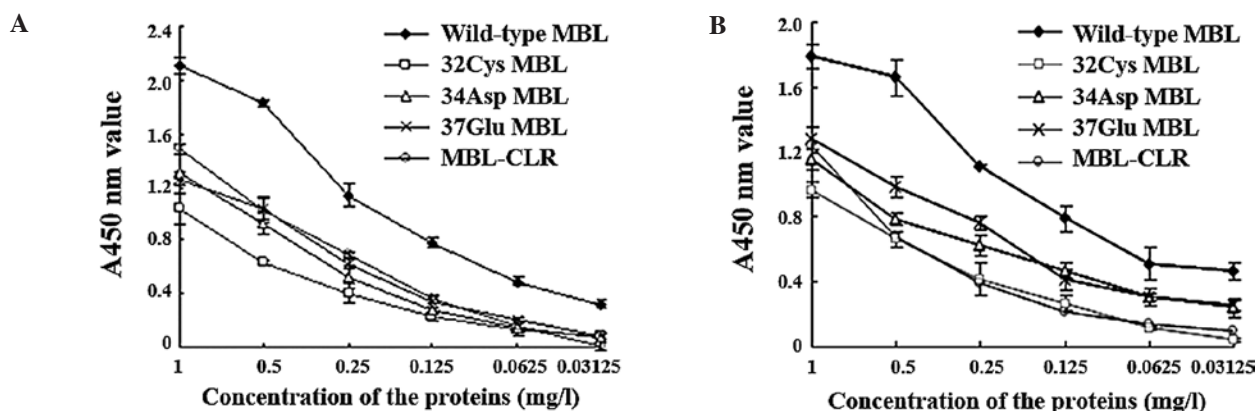 A
A450 nm value
2.4
2.0
1.6
1.2
0.8
0.4
0
Wild-type MBL
32Cys MBL
34Asp MBL
37Glu MBL
MBL-CLR
1 0.5 0.25 0.125 0.0625 0.03125
Concentration of the proteins (mg/l)
B
A450 nm value
2.0
1.6
1.2
0.8
0.4
0
Wild-type MBL
32Cys MBL
34Asp MBL
37Glu MBL
MBL-CLR
1 0.5 0.25 0.125 0.0625 0.03125
Concentration of the proteins (mg/l)